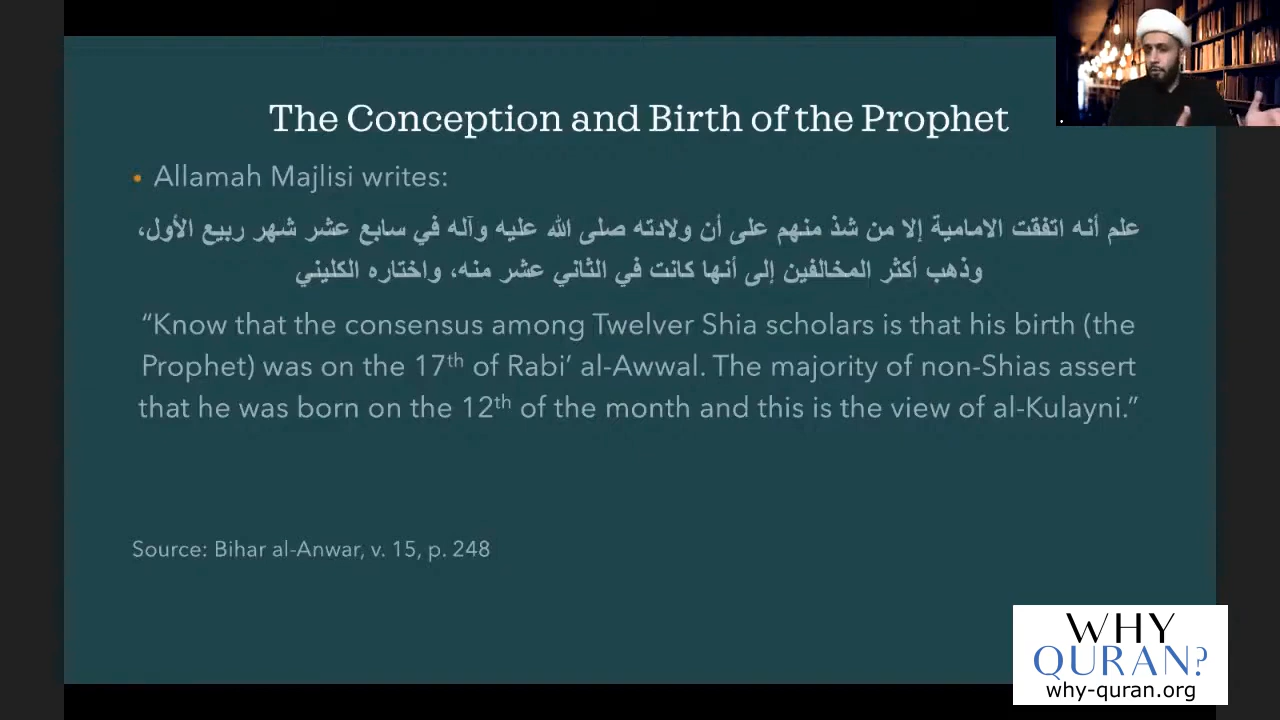 The Conception and Birth of the Prophet
• Allamah Majlisi writes:
علم أنه اتفقت الامامية إلا من شذ منهم على أن ولادته صلى الله عليه وآله في سابع عشر شهر ربيع الأول،
وذهب أكثر المخالفين إلى أنها كانت في الثاني عشر منه، واختاره الكليني
“Know that the consensus among Twelver Shia scholars is that his birth (the
Prophet) was on the 17th of Rabi’ al-Awwal. The majority of non-Shias assert
that he was born on the 12th of the month and this is the view of al-Kulayni.”
Source: Bihar al-Anwar, v. 15, p. 248
WHY
QURAN?
why-quran.org